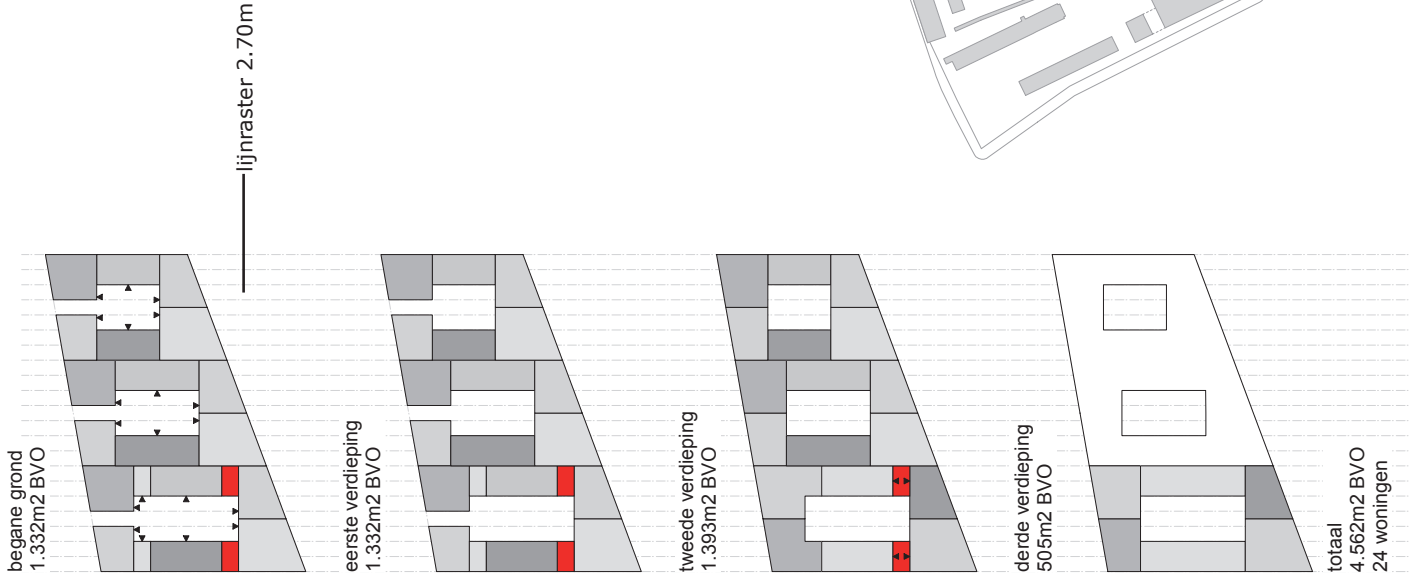 lijnraster 2.70m
begane grond
1.332m2 BVO
eerste verdieping
1.332m2 BVO
tweede verdieping
1.393m2 BVO
derde verdieping
505m2 BVO
totaal
4.562m2 BVO
24 woningen